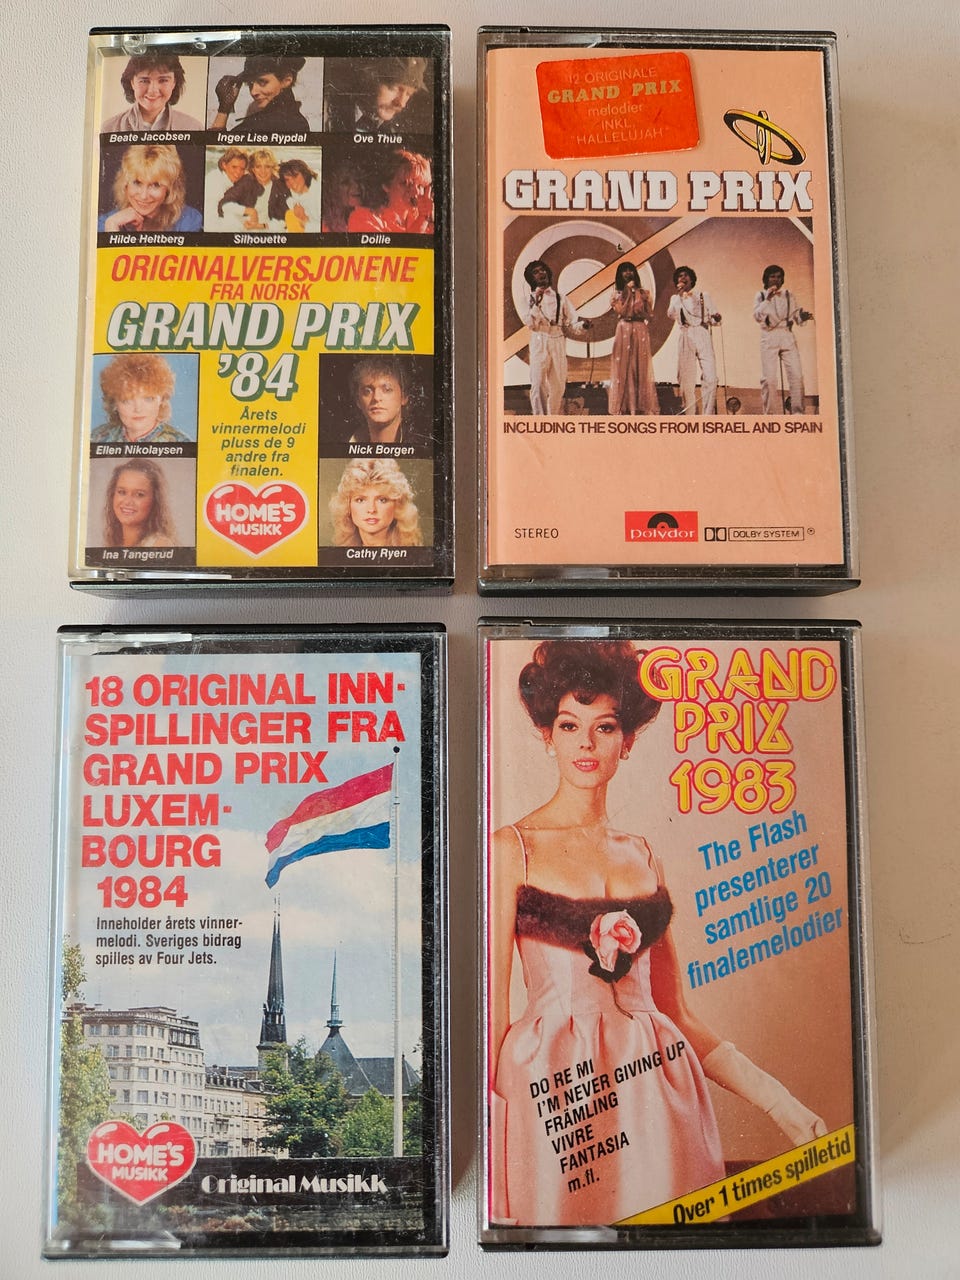 Beate Jacobsen
Inger Lise Rypdal
Ove Thue
Hilde Heltberg
Silhouette
Dollie
ORIGINALVERSJONENE
FRA NORSK
GRAND PRIX
'84
Årets
vinnermelodi
pluss de 9
andre fra
finalen.
Ellen Nikolaysen
Nick Borgen
Ina Tangerud
Cathy Ryen
HOME'S
MUSIKK
12 ORIGINALE
GRAND PRIX
melodier
INKL.
"HALLELUJAH"
GRAND PRIX
INCLUDING THE SONGS FROM ISRAEL AND SPAIN
STEREO
polydor
DOLBY SYSTEM
18 ORIGINAL INN-
SPILLINGER FRA
GRAND PRIX
LUXEM-
BOURG
1984
Inneholder årets vinner-
melodi. Sveriges bidrag
spilles av Four Jets.
HOME'S
MUSIKK
Original Musikk
GRAND
PRIX
1983
The Flash
presenterer
samtlige 20
finalemelodier
DO RE MI
I'M NEVER GIVING UP
FRÄMLING
VIVRE
FANTASIA
m.fl.
Over 1 times spilletid